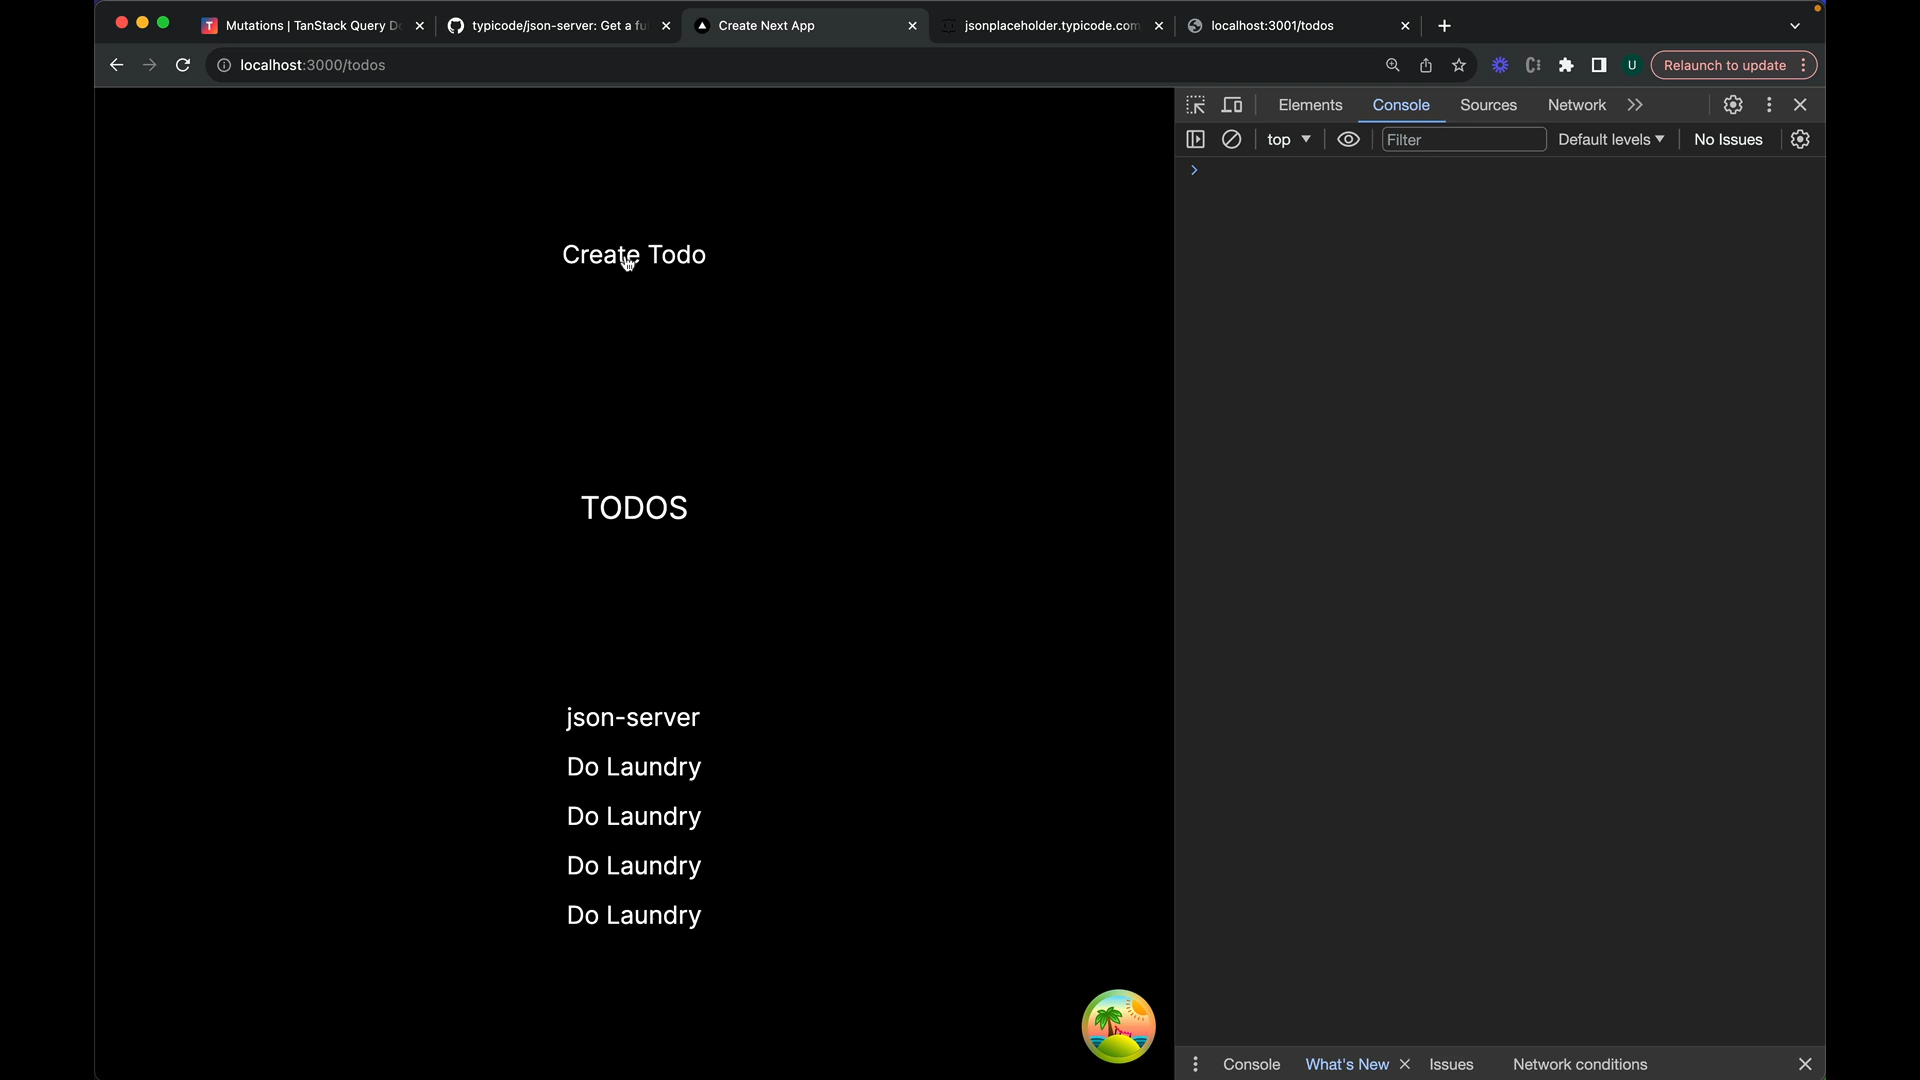 Mutations | TanStack Query Do
typicode/json-server: Get a fu
Create Next App
jsonplaceholder.typicode.com
localhost:3001/todos
localhost:3000/todos
U
Relaunch to update
Elements
Console
Sources
Network
top
Filter
Default levels
No Issues
Create Todo
TODOS
json-server
Do Laundry
Do Laundry
Do Laundry
Do Laundry
Console
What's New
Issues
Network conditions